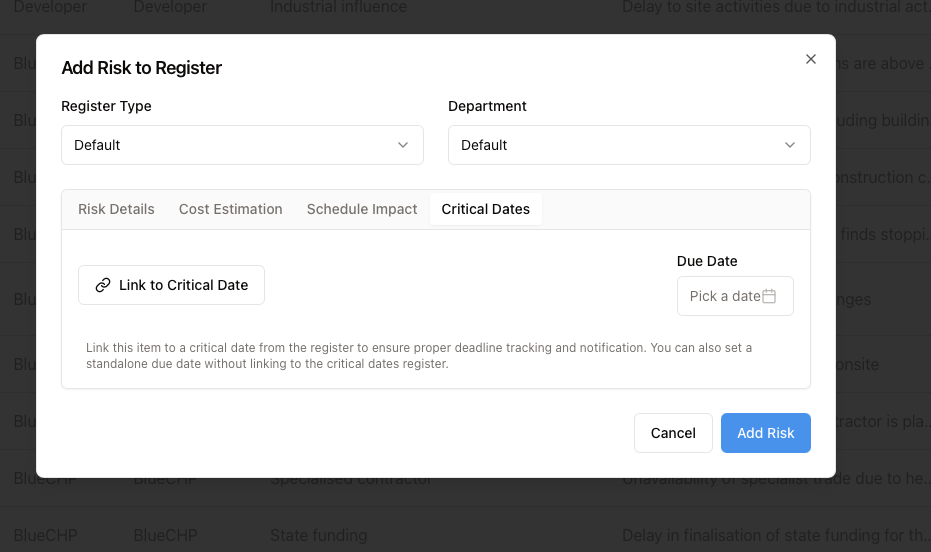 Developer Developer Industrial influence Delay to site activities due to industrial act...
Add Risk to Register
Blu s are above
Register Type Department
Blu uding buildin
Default Default
Blu onstruction c...
Risk Details Cost Estimation Schedule Impact Critical Dates
Blu finds stoppi...
Due Date
Link to Critical Date
Pick a date
Blu nges
Link this item to a critical date from the register to ensure proper deadline tracking and notification. You can also set a
standalone due date without linking to the critical dates register.
Blu onsite
Blu ractor is pla...
Cancel Add Risk
BlueCHP BlueCHP Specialised contractor Unavailability of specialist trade due to he...
BlueCHP BlueCHP State funding Delay in finalisation of state funding for th...